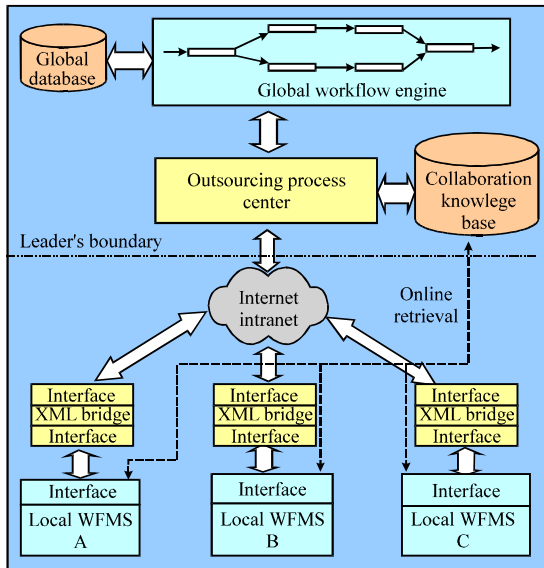 Global
database
Global workflow engine
Outsourcing process
center
Collaboration
knowlege
base
Leader's boundary
Internet
intranet
Online
retrieval
Interface
XML bridge
Interface
Interface
XML bridge
Interface
Interface
XML bridge
Interface
Interface
Local WFMS
A
Interface
Local WFMS
B
Interface
Local WFMS
C